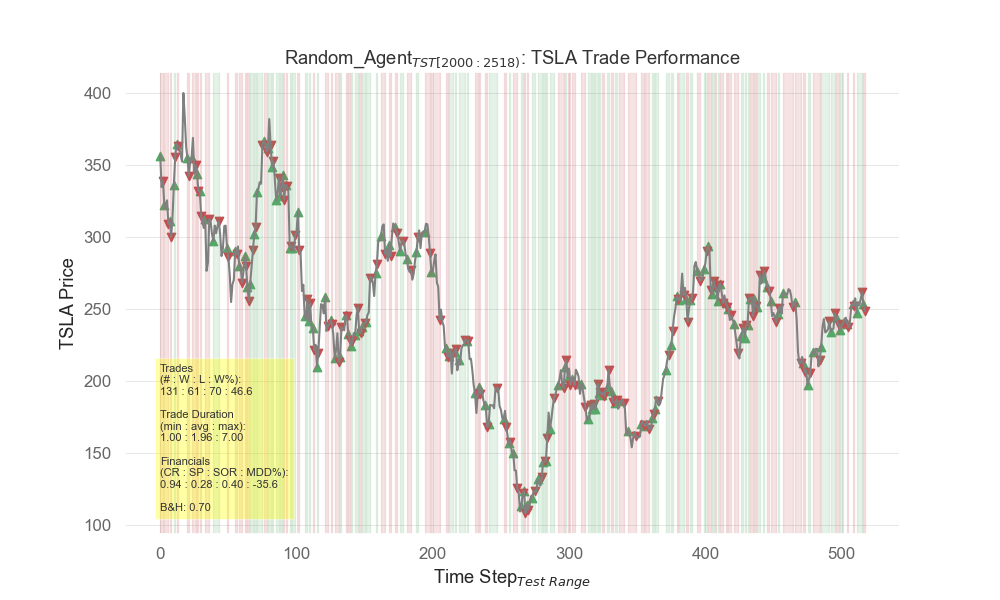 Random_Agent TST[2000 : 2518): TSLA Trade Performance
TSLA Price
400
350
300
250
200
150
100
Trades
(# : W : L : W%):
131 : 61 : 70 : 46.6
Trade Duration
(min : avg : max):
1.00 : 1.96 : 7.00
Financials
(CR : SP : SOR : MDD%):
0.94 : 0.28 : 0.40 : -35.6
B&H: 0.70
0 100 200 300 400 500
Time Step Test Range